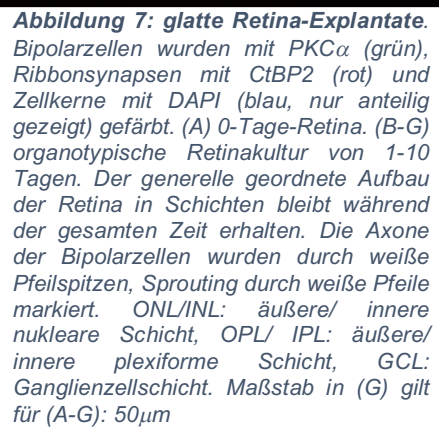 Abbildung 7: glatte Retina-Explantate.
Bipolarzellen wurden mit PKCα (grün),
Ribbonsynapsen mit CtBP2 (rot) und
Zellkerne mit DAPI (blau, nur anteilig
gezeigt) gefärbt. (A) 0-Tage-Retina. (B-G)
organotypische Retinakultur von 1-10
Tagen. Der generelle geordnete Aufbau
der Retina in Schichten bleibt während
der gesamten Zeit erhalten. Die Axone
der Bipolarzellen wurden durch weiße
Pfeilspitzen, Sprouting durch weiße Pfeile
markiert. ONL/INL: äußere/ innere
nukleare Schicht, OPL/ IPL: äußere/
innere plexiforme Schicht, GCL:
Ganglienzellschicht. Maßstab in (G) gilt
für (A-G): 50μm